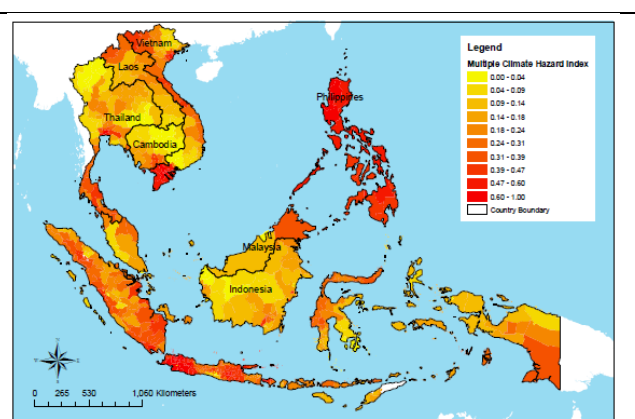 Vietnam
Laos
Thailand
Cambodia
Philippines
Malaysia
Indonesia
Legend
Multiple Climate Hazard Index
0.00 - 0.04
0.04 - 0.09
0.09 - 0.14
0.14 - 0.18
0.18 - 0.24
0.24 - 0.31
0.31 - 0.39
0.39 - 0.47
0.47 - 0.60
0.60 - 1.00
Country Boundary
0 265 530 1,060 Kilometers